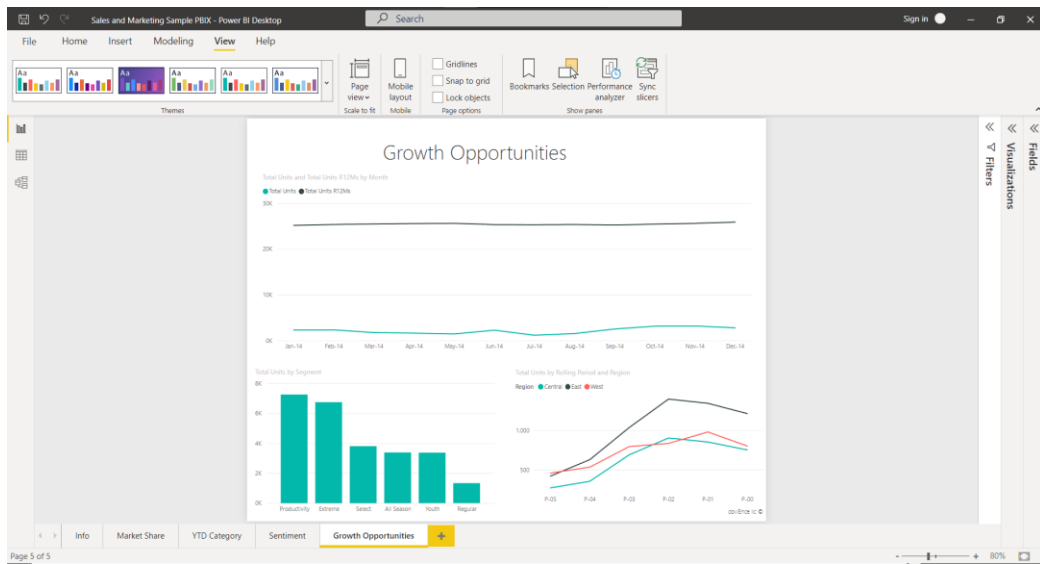 Sales and Marketing Sample PBIX - Power BI Desktop
Search
Sign in
File Home Insert Modeling View Help
Aa Aa Aa Aa Aa Aa
Themes
Page view
Scale to fit
Mobile layout
Mobile
Gridlines
Snap to grid
Lock objects
Page options
Bookmarks Selection Performance analyzer Sync slicers
Show panes
Filters
Visualizations
Fields
Growth Opportunities
Total Units and Total Units R12Ms by Month
Total Units Total Units R12Ms
30K
20K
10K
0K
Jan-14 Feb-14 Mar-14 Apr-14 May-14 Jun-14 Jul-14 Aug-14 Sep-14 Oct-14 Nov-14 Dec-14
Total Units by Segment
8K
6K
4K
2K
0K
Productivity Extreme Select All Season Youth Regular
Total Units by Rolling Period and Region
Region Central East West
1,000
500
P-05 P-04 P-03 P-02 P-01 P-00
Info Market Share YTD Category Sentiment Growth Opportunities +
Page 5 of 5
- + 80%